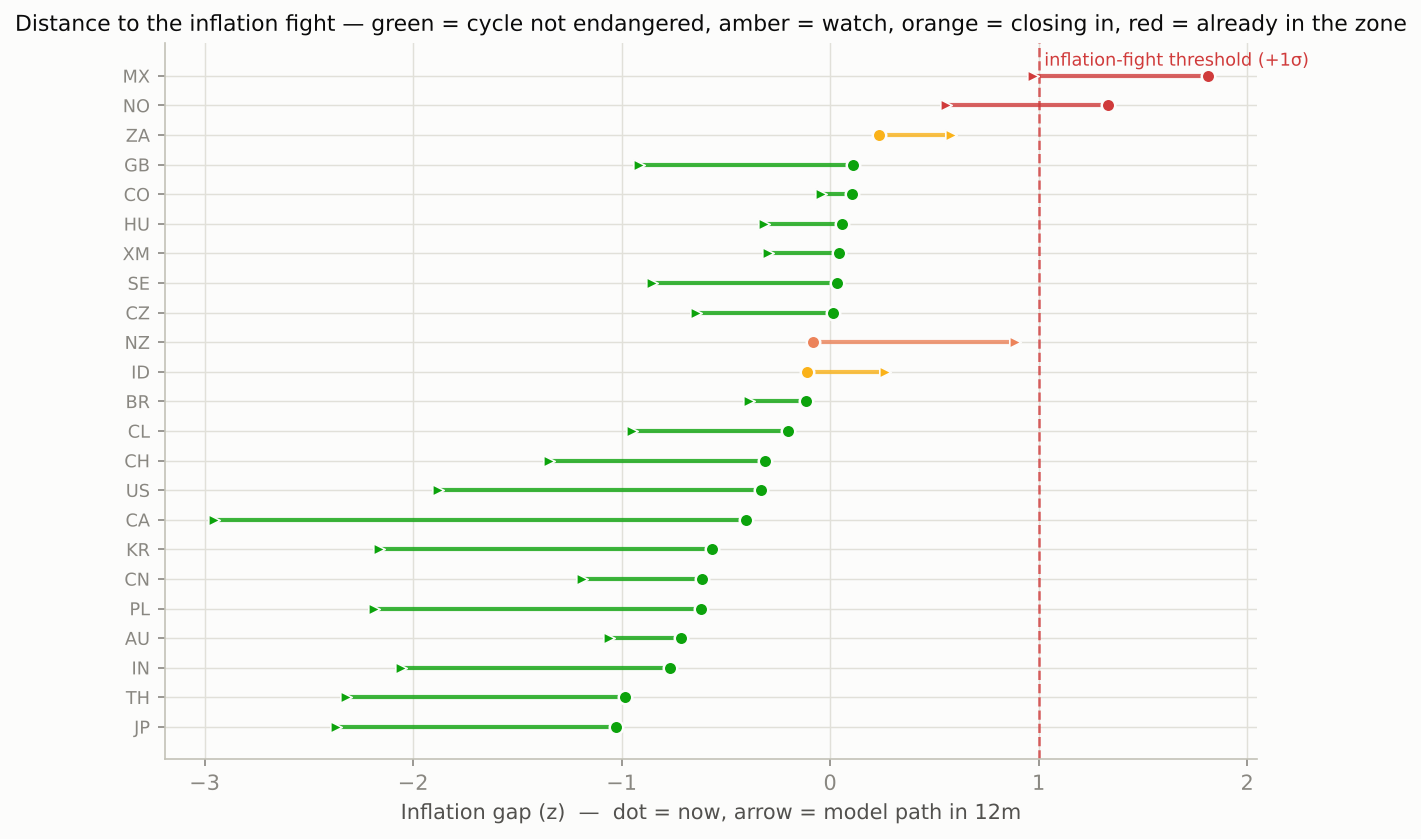 Distance to the inflation fight — green = cycle not endangered, amber = watch, orange = closing in, red = already in the zone
inflation-fight threshold (+1σ)
MX
NO
ZA
GB
CO
HU
XM
SE
CZ
NZ
ID
BR
CL
CH
US
CA
KR
CN
PL
AU
IN
TH
JP
−3 −2 −1 0 1 2
Inflation gap (z) — dot = now, arrow = model path in 12m